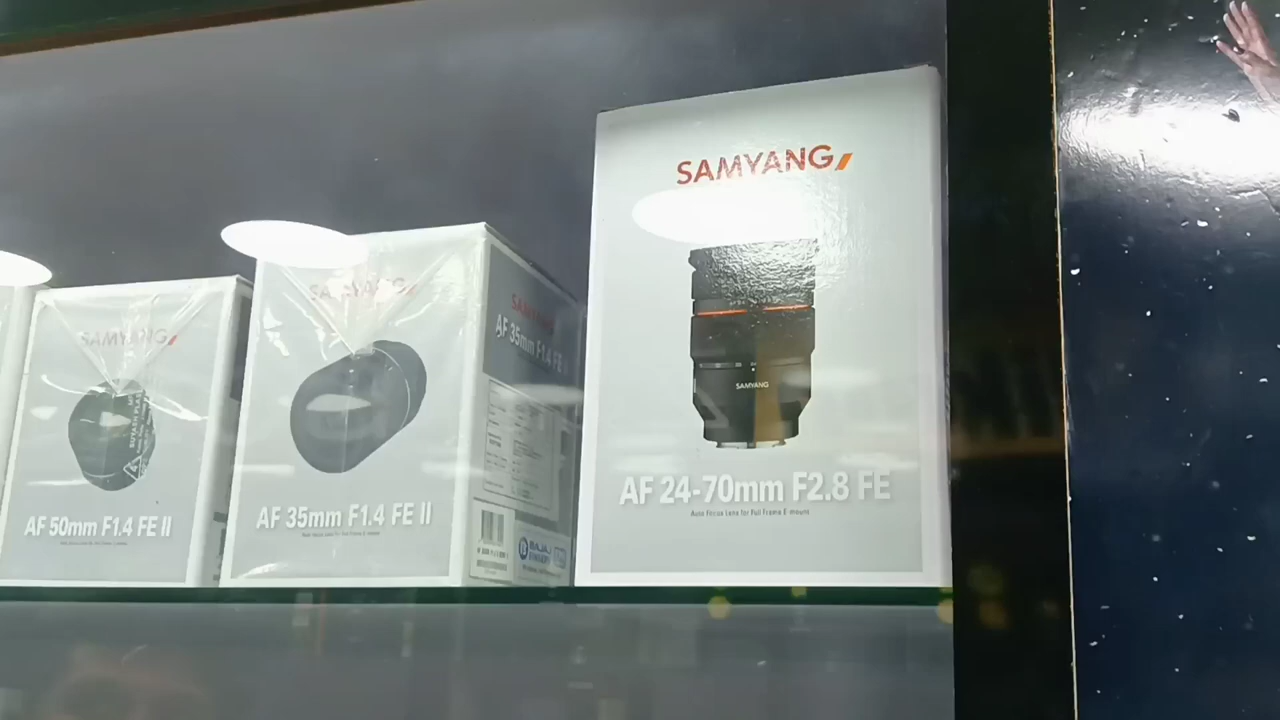 SAMYANG
AF 50mm F1.4 FE II
SAMYANG
AF 35mm F1.4 FE II
SAMYANG
AF 35mm F1.4 FE
BAJAJ
SAMYANG
SAMYANG
AF 24-70mm F2.8 FE
Auto Focus Lens for Full Frame E-mount